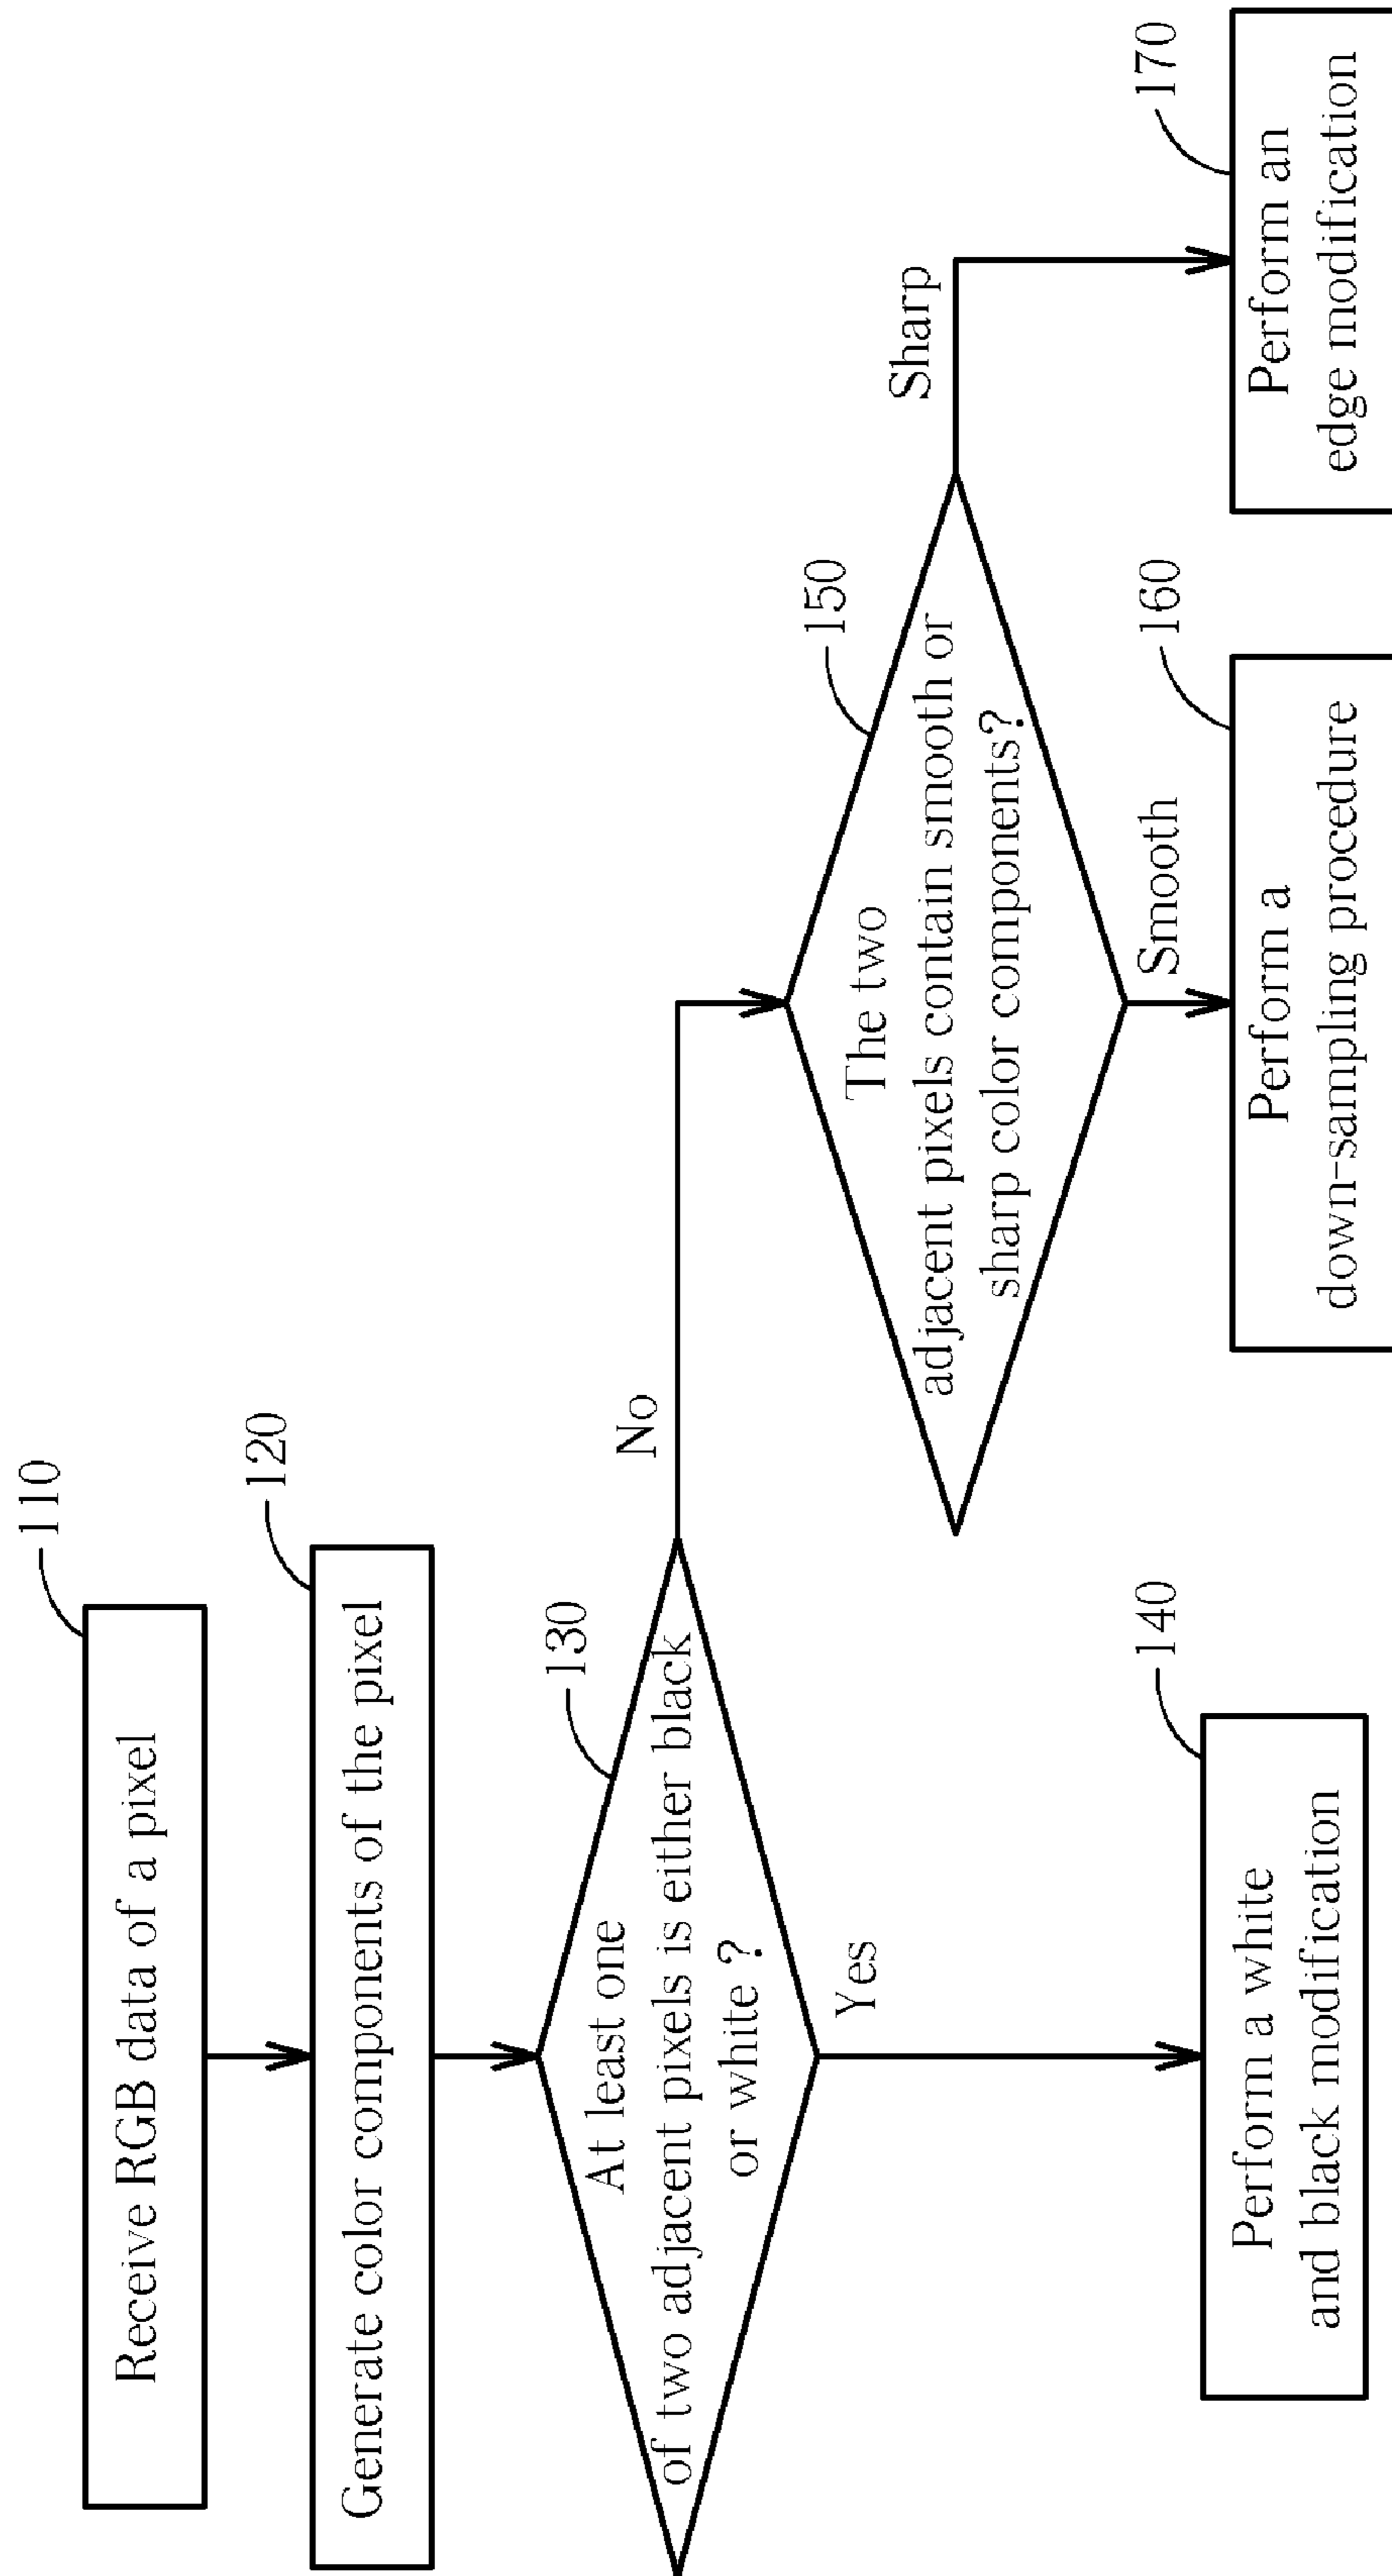 110
Receive RGB data of a pixel
120
Generate color components of the pixel
130
At least one
of two adjacent pixels is either black
or white ?
No
Yes
140
Perform a white
and black modification
150
The two
adjacent pixels contain smooth or
sharp color components?
Sharp
Smooth
160
Perform a
down-sampling procedure
170
Perform an
edge modification